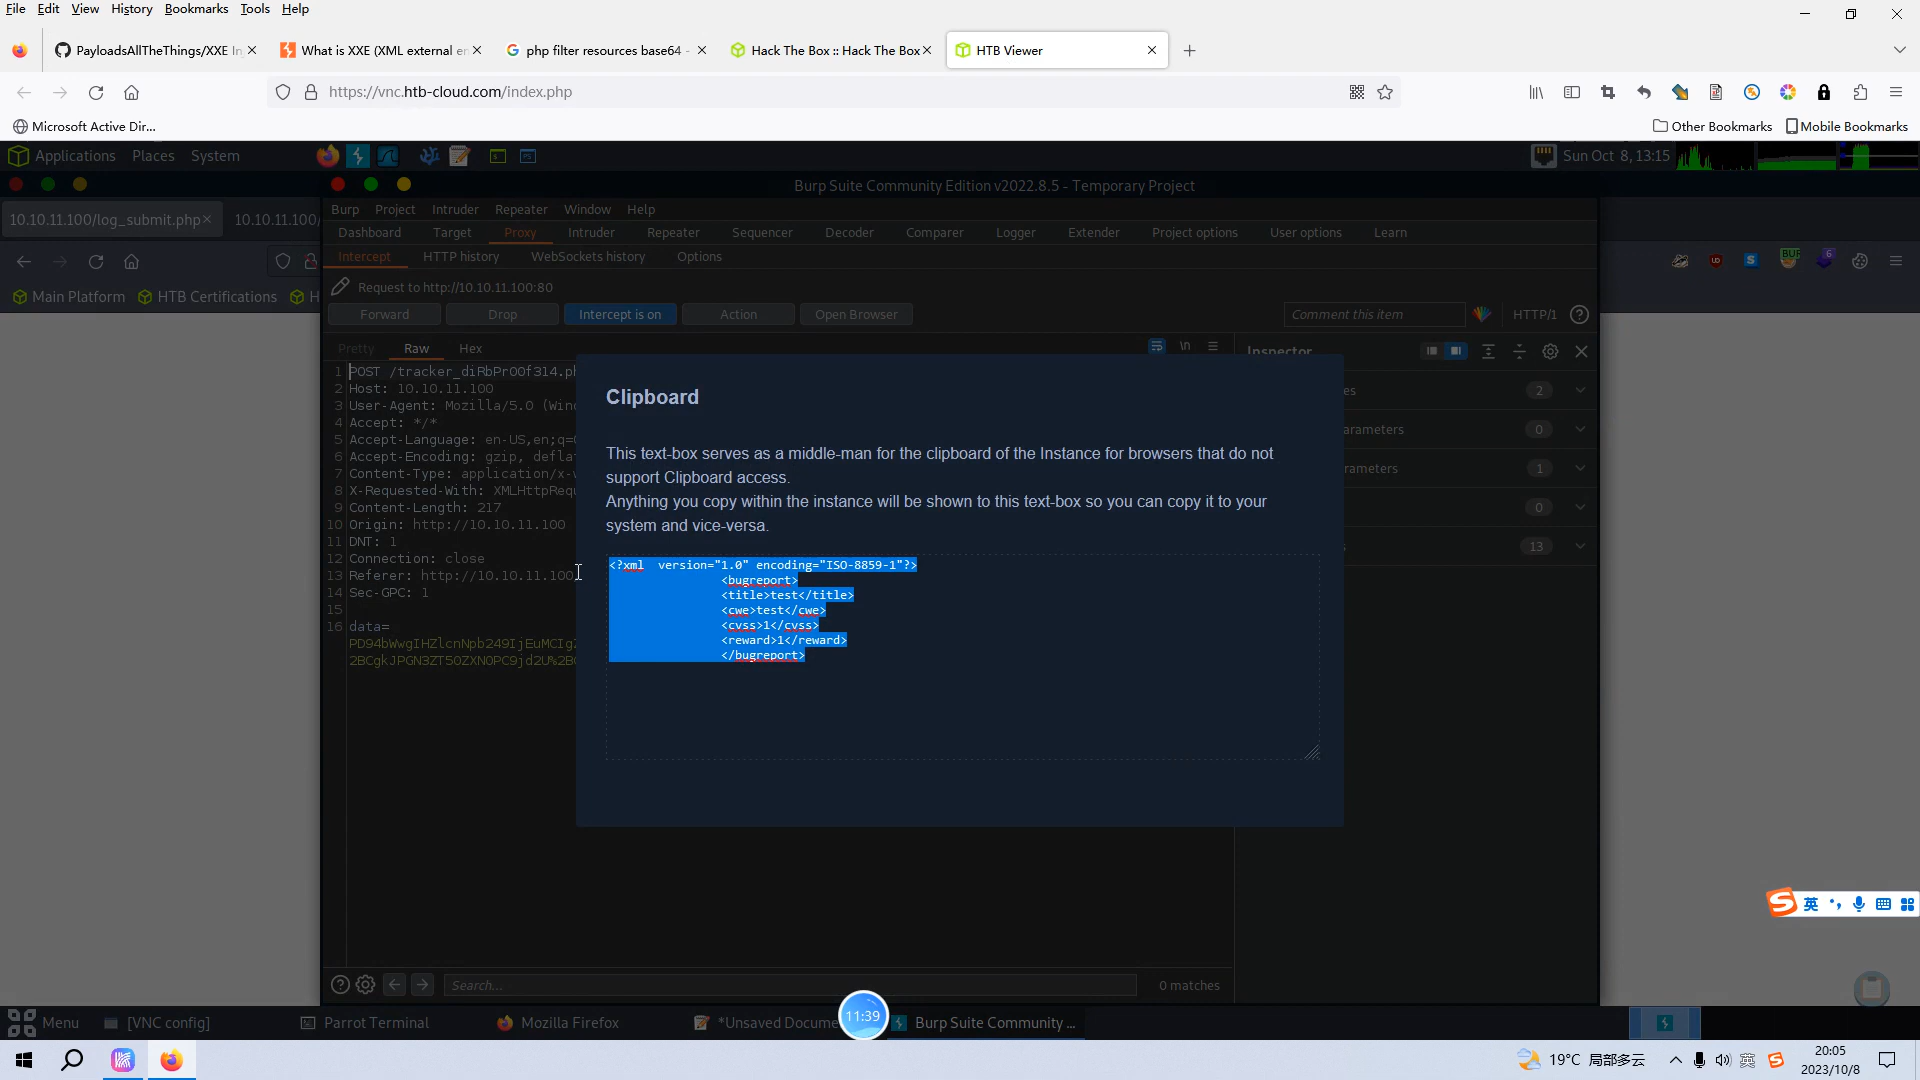 File Edit View History Bookmarks Tools Help
PayloadsAllTheThings/XXE In
What is XXE (XML external en
php filter resources base64 -
Hack The Box :: Hack The Box
HTB Viewer
https://vnc.htb-cloud.com/index.php
Microsoft Active Dir...
Other Bookmarks
Mobile Bookmarks
Applications Places System
Sun Oct 8, 13:15
Burp Suite Community Edition v2022.8.5 - Temporary Project
10.10.11.100/log_submit.php
10.10.11.100/
Burp Project Intruder Repeater Window Help
Dashboard Target Proxy Intruder Repeater Sequencer Decoder Comparer Logger Extender Project options User options Learn
Intercept HTTP history WebSockets history Options
Main Platform HTB Certifications H
Request to http://10.10.11.100:80
Forward Drop Intercept is on Action Open Browser
Comment this item
HTTP/1
Pretty Raw Hex
\n
Inspector
1 POST /tracker_diRbPr00f314.ph
2 Host: 10.10.11.100
3 User-Agent: Mozilla/5.0 (Wind
4 Accept: */*
5 Accept-Language: en-US,en;q=0
6 Accept-Encoding: gzip, deflat
7 Content-Type: application/x-w
8 X-Requested-With: XMLHttpRequ
9 Content-Length: 217
10 Origin: http://10.10.11.100
11 DNT: 1
12 Connection: close
13 Referer: http://10.10.11.100
14 Sec-GPC: 1
15
16 data=
PD94bWwgIHZlcnNpb249IjEuMCIgZ
2BCgkJPGN3ZT50ZXN0PC9jd2U%2B
es 2
arameters 0
rameters 1
0
s 13
Clipboard
This text-box serves as a middle-man for the clipboard of the Instance for browsers that do not
support Clipboard access.
Anything you copy within the instance will be shown to this text-box so you can copy it to your
system and vice-versa.
<?xml  version="1.0" encoding="ISO-8859-1"?>
<bugreport>
<title>test</title>
<cwe>test</cwe>
<cvss>1</cvss>
<reward>1</reward>
</bugreport>
英
Search...
0 matches
Menu
[VNC config]
Parrot Terminal
Mozilla Firefox
*Unsaved Docume
11:39
Burp Suite Community ...
19°C 局部多云
英
20:05
2023/10/8